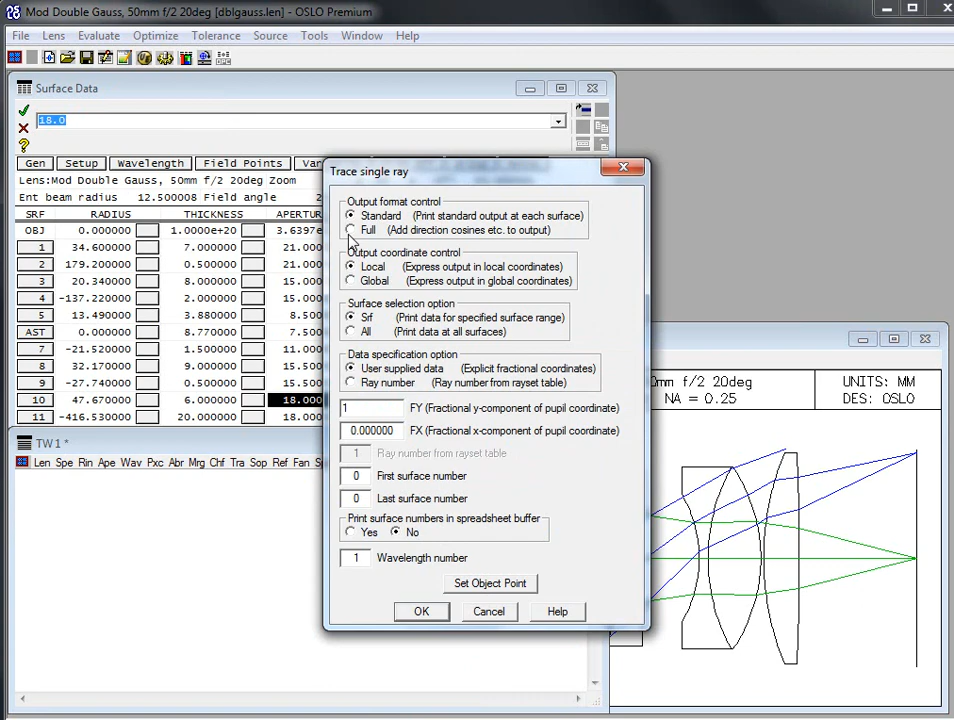 Mod Double Gauss, 50mm f/2 20deg [dblgauss.len] - OSLO Premium
File Lens Evaluate Optimize Tolerance Source Tools Window Help
Surface Data
18.0
Gen Setup Wavelength Field Points Var
Lens:Mod Double Gauss, 50mm f/2 20deg Zoom
Ent beam radius 12.500008 Field angle 2
SRF RADIUS THICKNESS APERTUR
OBJ 0.000000 1.0000e+20 3.6397
1 34.600000 7.000000 21.000
2 179.200000 0.500000 21.000
3 20.340000 8.000000 15.000
4 -137.220000 2.000000 15.000
5 13.490000 3.880000 8.500
AST 0.000000 8.770000 7.500
7 -21.520000 1.500000 11.000
8 32.180000 9.000000 15.500
9 -27.740000 0.500000 15.500
10 47.670000 6.000000 18.000
11 -416.530000 20.000000 18.000
TW 1 *
Len Spe Rin Ape Wav Pxc Abr Mrg Chf Tra Sop Ref Fan Sp
Trace single ray
Output format control
Standard (Print standard output at each surface)
Full (Add direction cosines etc. to output)
Output coordinate control
Local (Express output in local coordinates)
Global (Express output in global coordinates)
Surface selection option
Srf (Print data for specified surface range)
All (Print data at all surfaces)
Data specification option
User supplied data (Explicit fractional coordinates)
Ray number (Ray number from rayset table)
1 FY (Fractional y-component of pupil coordinate)
0.000000 FX (Fractional x-component of pupil coordinate)
1 Ray number from rayset table
0 First surface number
0 Last surface number
Print surface numbers in spreadsheet buffer
Yes No
1 Wavelength number
Set Object Point
OK Cancel Help
0mm f/2 20deg
NA = 0.25
UNITS: MM
DES: OSLO